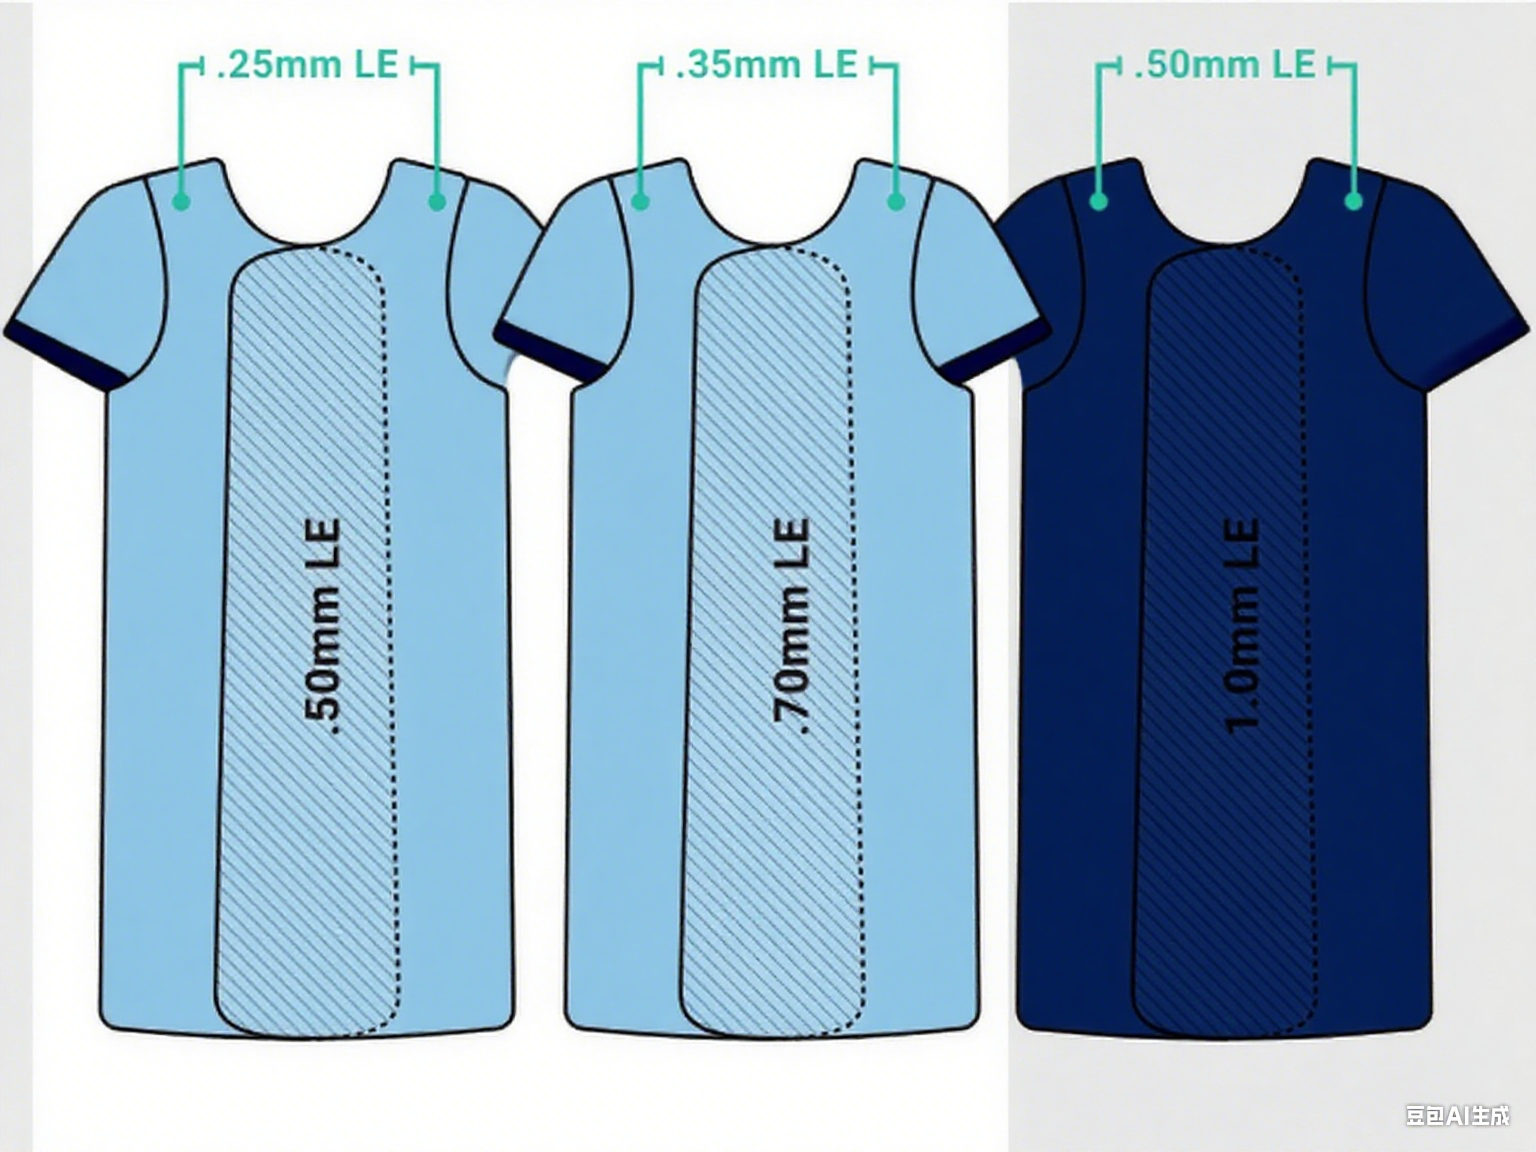 .25mm LE
.35mm LE
.50mm LE
.50mm LE
.70mm LE
1.0mm LE
豆包AI生成